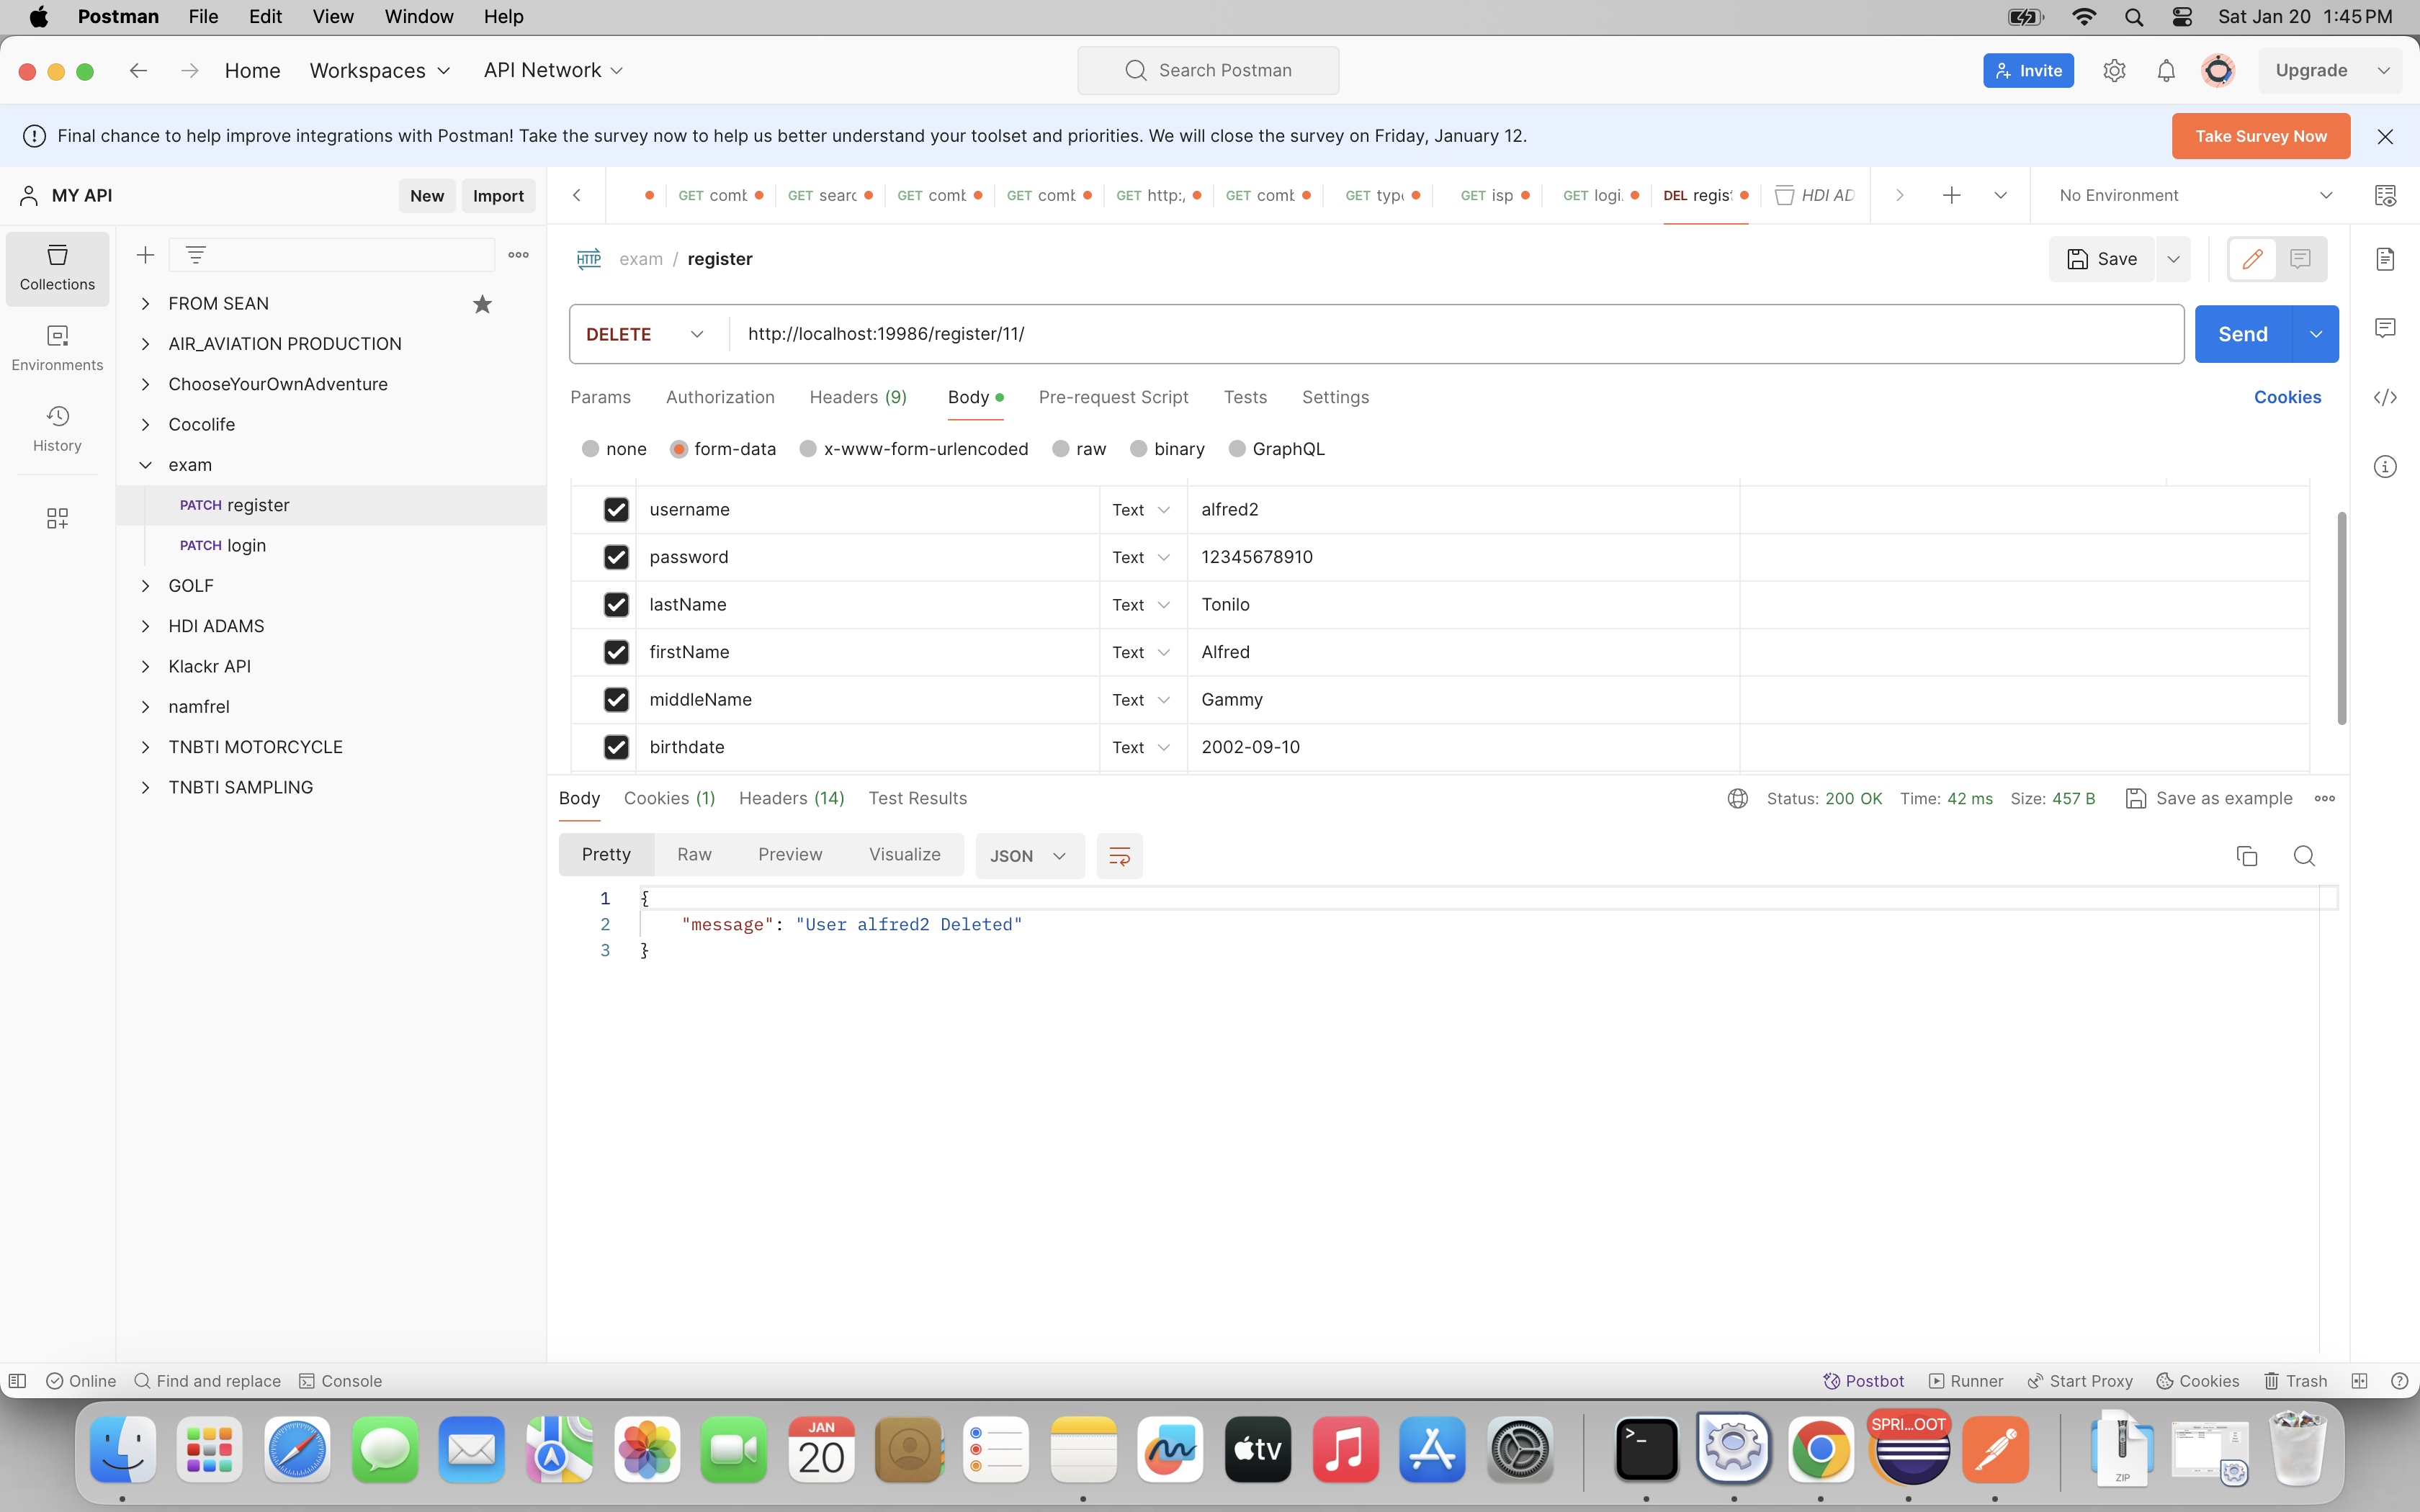 Postman File Edit View Window Help Sat Jan 20 1:45 PM
Home Workspaces API Network Search Postman Invite Upgrade
Final chance to help improve integrations with Postman! Take the survey now to help us better understand your toolset and priorities. We will close the survey on Friday, January 12. Take Survey Now
MY API New Import
GET comb GET searc GET comb GET comb GET http:/ GET comb GET type GET isp GET logi DEL regis HDI AD No Environment
Collections
Environments
History
FROM SEAN
AIR_AVIATION PRODUCTION
ChooseYourOwnAdventure
Cocolife
exam
PATCH register
PATCH login
GOLF
HDI ADAMS
Klackr API
namfrel
TNBTI MOTORCYCLE
TNBTI SAMPLING
HTTP exam / register Save
DELETE http://localhost:19986/register/11/ Send
Params Authorization Headers (9) Body Pre-request Script Tests Settings Cookies
none form-data x-www-form-urlencoded raw binary GraphQL
username Text alfred2
password Text 12345678910
lastName Text Tonilo
firstName Text Alfred
middleName Text Gammy
birthdate Text 2002-09-10
Body Cookies (1) Headers (14) Test Results Status: 200 OK Time: 42 ms Size: 457 B Save as example
Pretty Raw Preview Visualize JSON
1 {
2 "message": "User alfred2 Deleted"
3 }
Online Find and replace Console Postbot Runner Start Proxy Cookies Trash
JAN
20
tv
SPRI...OOT
ZIP